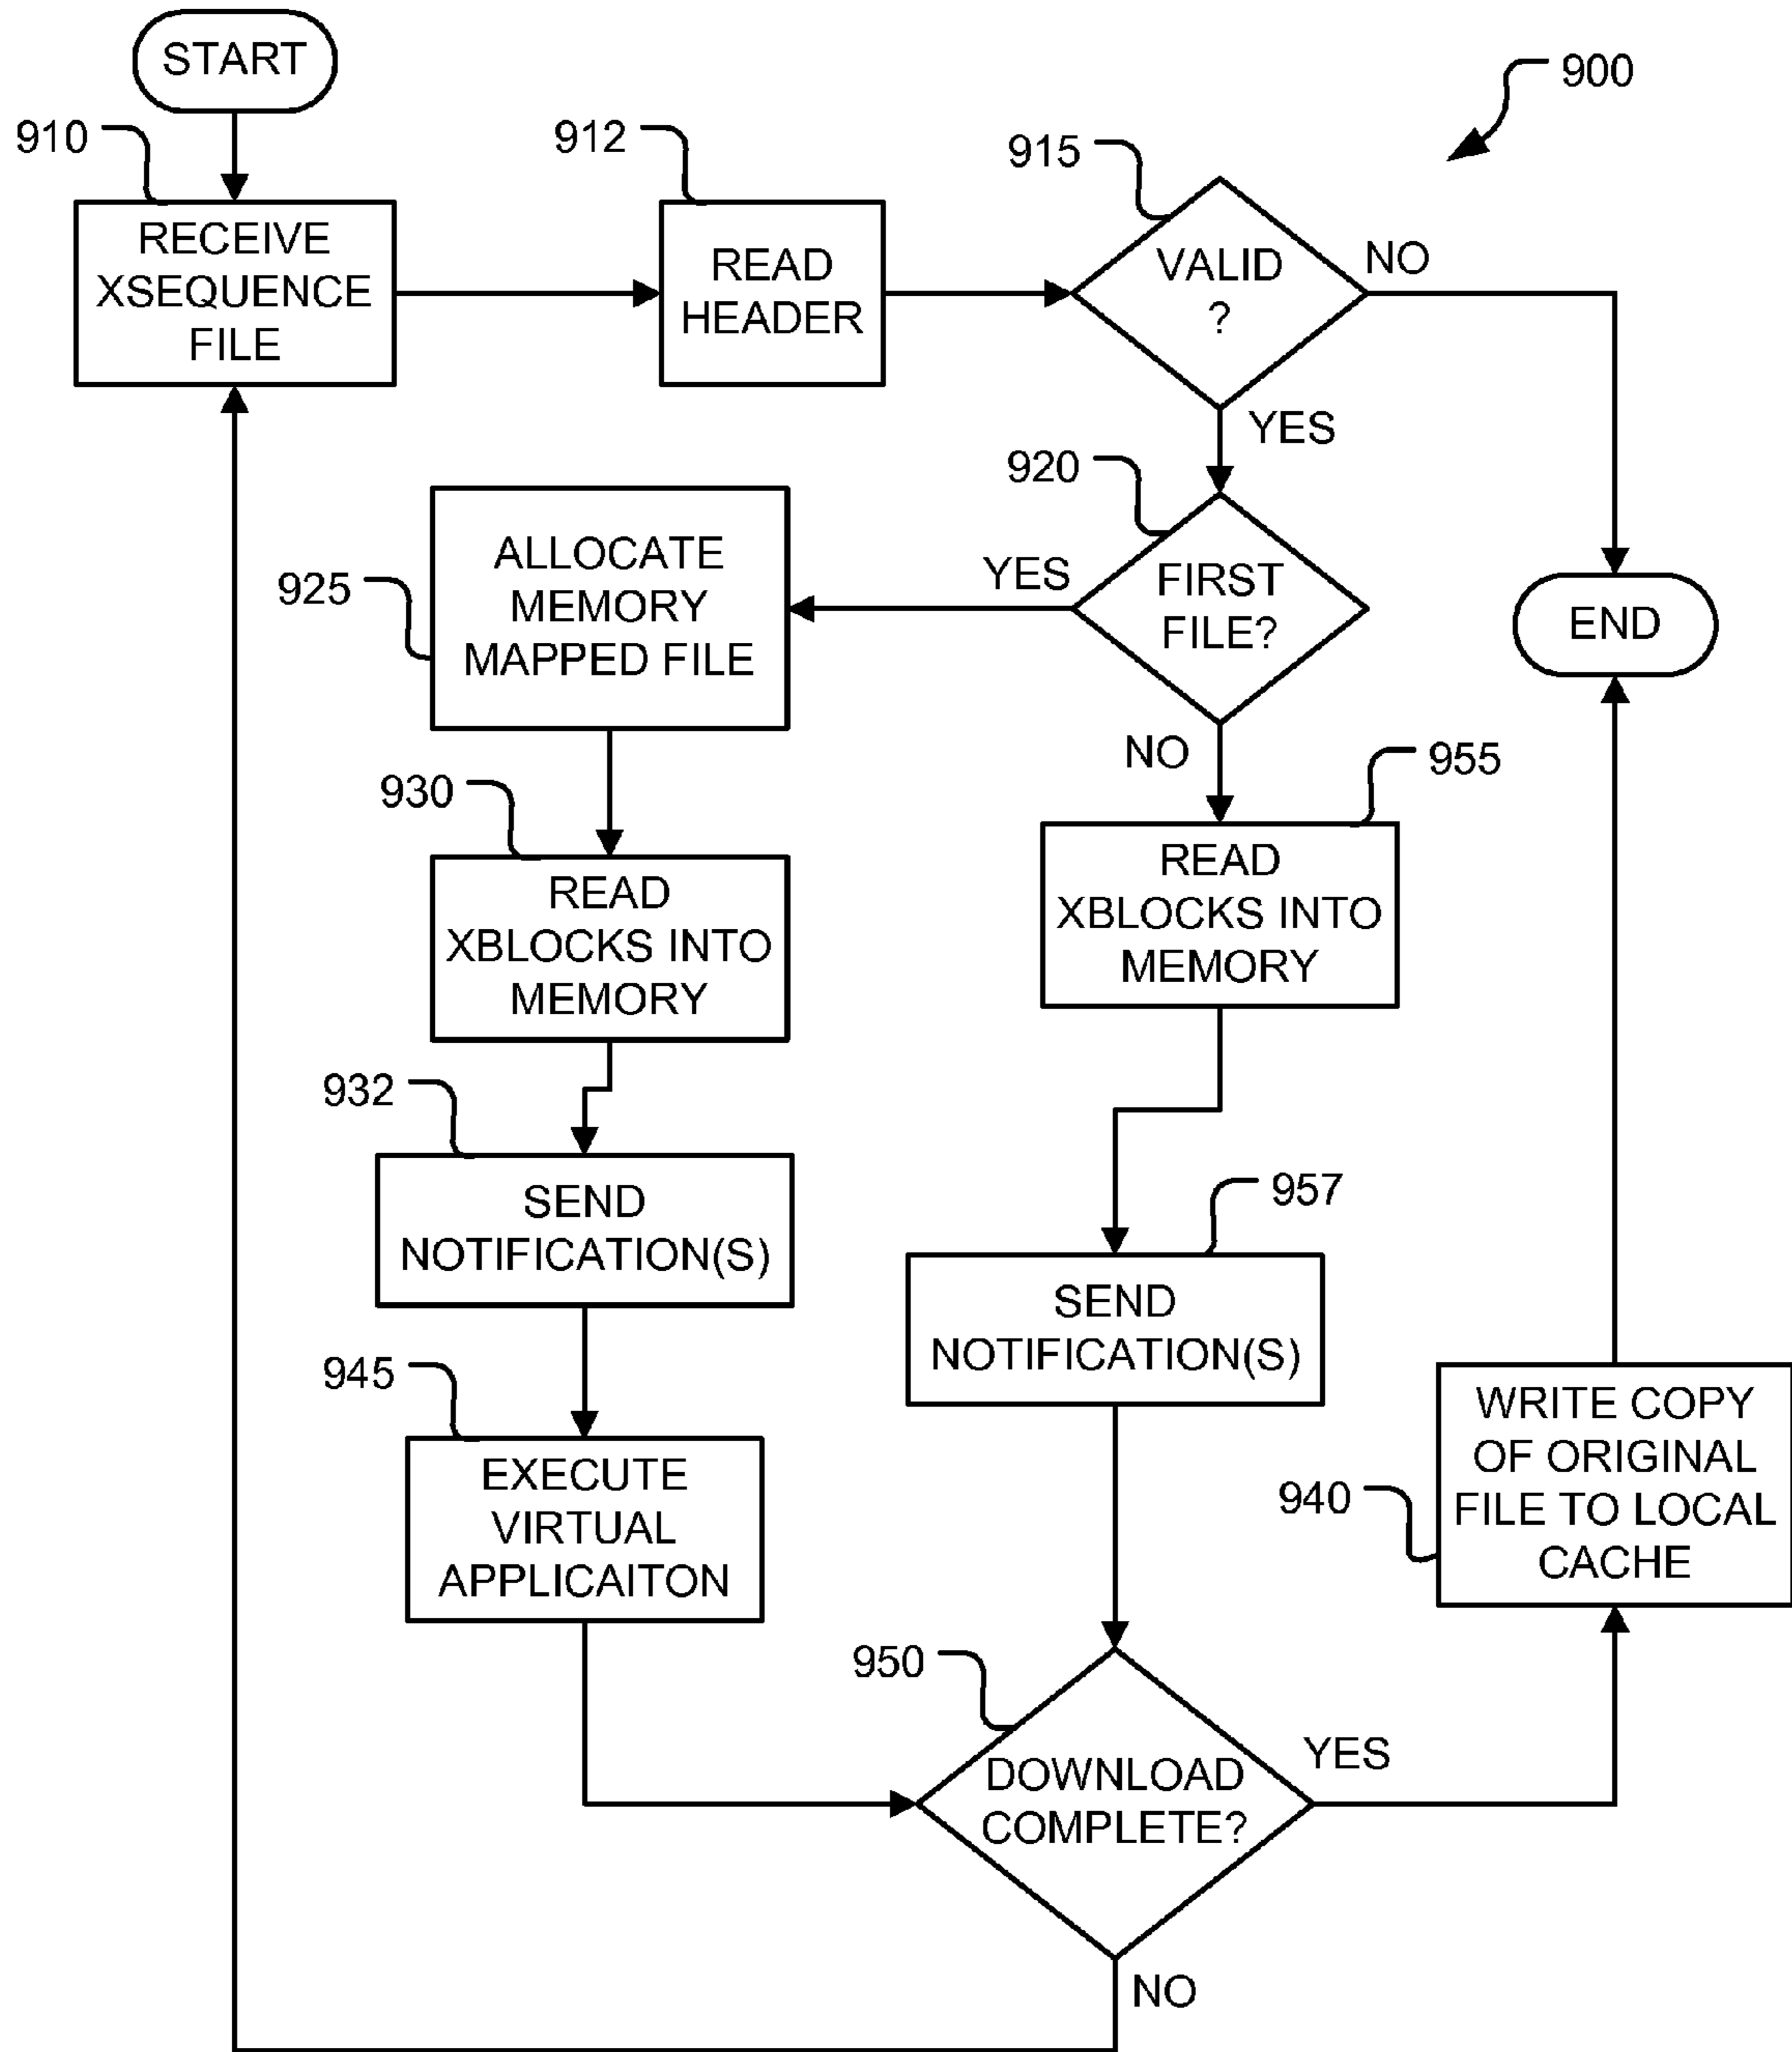 START
900
910
912
915
RECEIVE
XSEQUENCE
FILE
READ
HEADER
VALID
?
NO
YES
920
925
ALLOCATE
MEMORY
MAPPED FILE
YES
FIRST
FILE?
END
NO
930
955
READ
XBLOCKS INTO
MEMORY
READ
XBLOCKS INTO
MEMORY
932
957
SEND
NOTIFICATION(S)
SEND
NOTIFICATION(S)
945
940
WRITE COPY
OF ORIGINAL
FILE TO LOCAL
CACHE
EXECUTE
VIRTUAL
APPLICAITON
950
DOWNLOAD
COMPLETE?
YES
NO